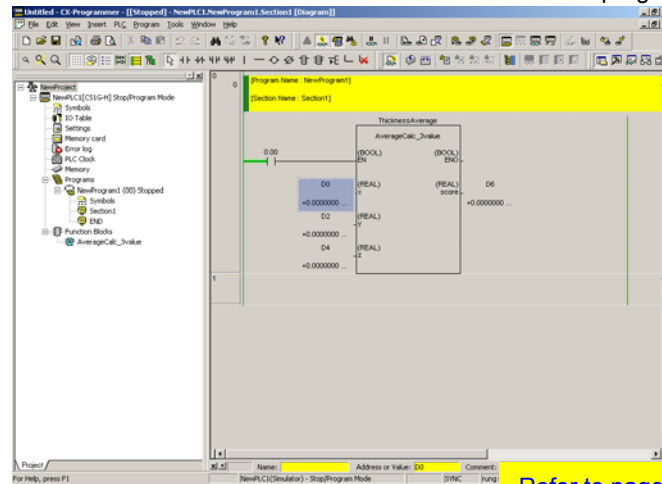 Untitled - CX-Programmer - [[Stopped] - NewPLC1.NewProgram1.Section1 [Diagram]]
File Edit View Insert PLC Program Tools Window Help
NewProject
NewPLC1[CS1G-H] Stop/Program Mode
Symbols
IO Table
Settings
Memory card
Error log
PLC Clock
Memory
Programs
NewProgram1 (00) Stopped
Symbols
Section1
END
Function Blocks
AverageCalc_3value
Project
0
0
[Program Name : NewProgram1]
[Section Name : Section1]
ThicknessAverage
AverageCalc_3value
0.00
(BOOL)
EN
(BOOL)
ENO
D0
(REAL)
x
(REAL)
score
D6
+0.0000000 ...
+0.0000000 ...
D2
(REAL)
y
+0.0000000 ...
D4
(REAL)
z
+0.0000000 ...
1
Name:
Address or Value: D0
Comment:
For Help, press F1
NewPLC1(Simulator) - Stop/Program Mode
SYNC
rung